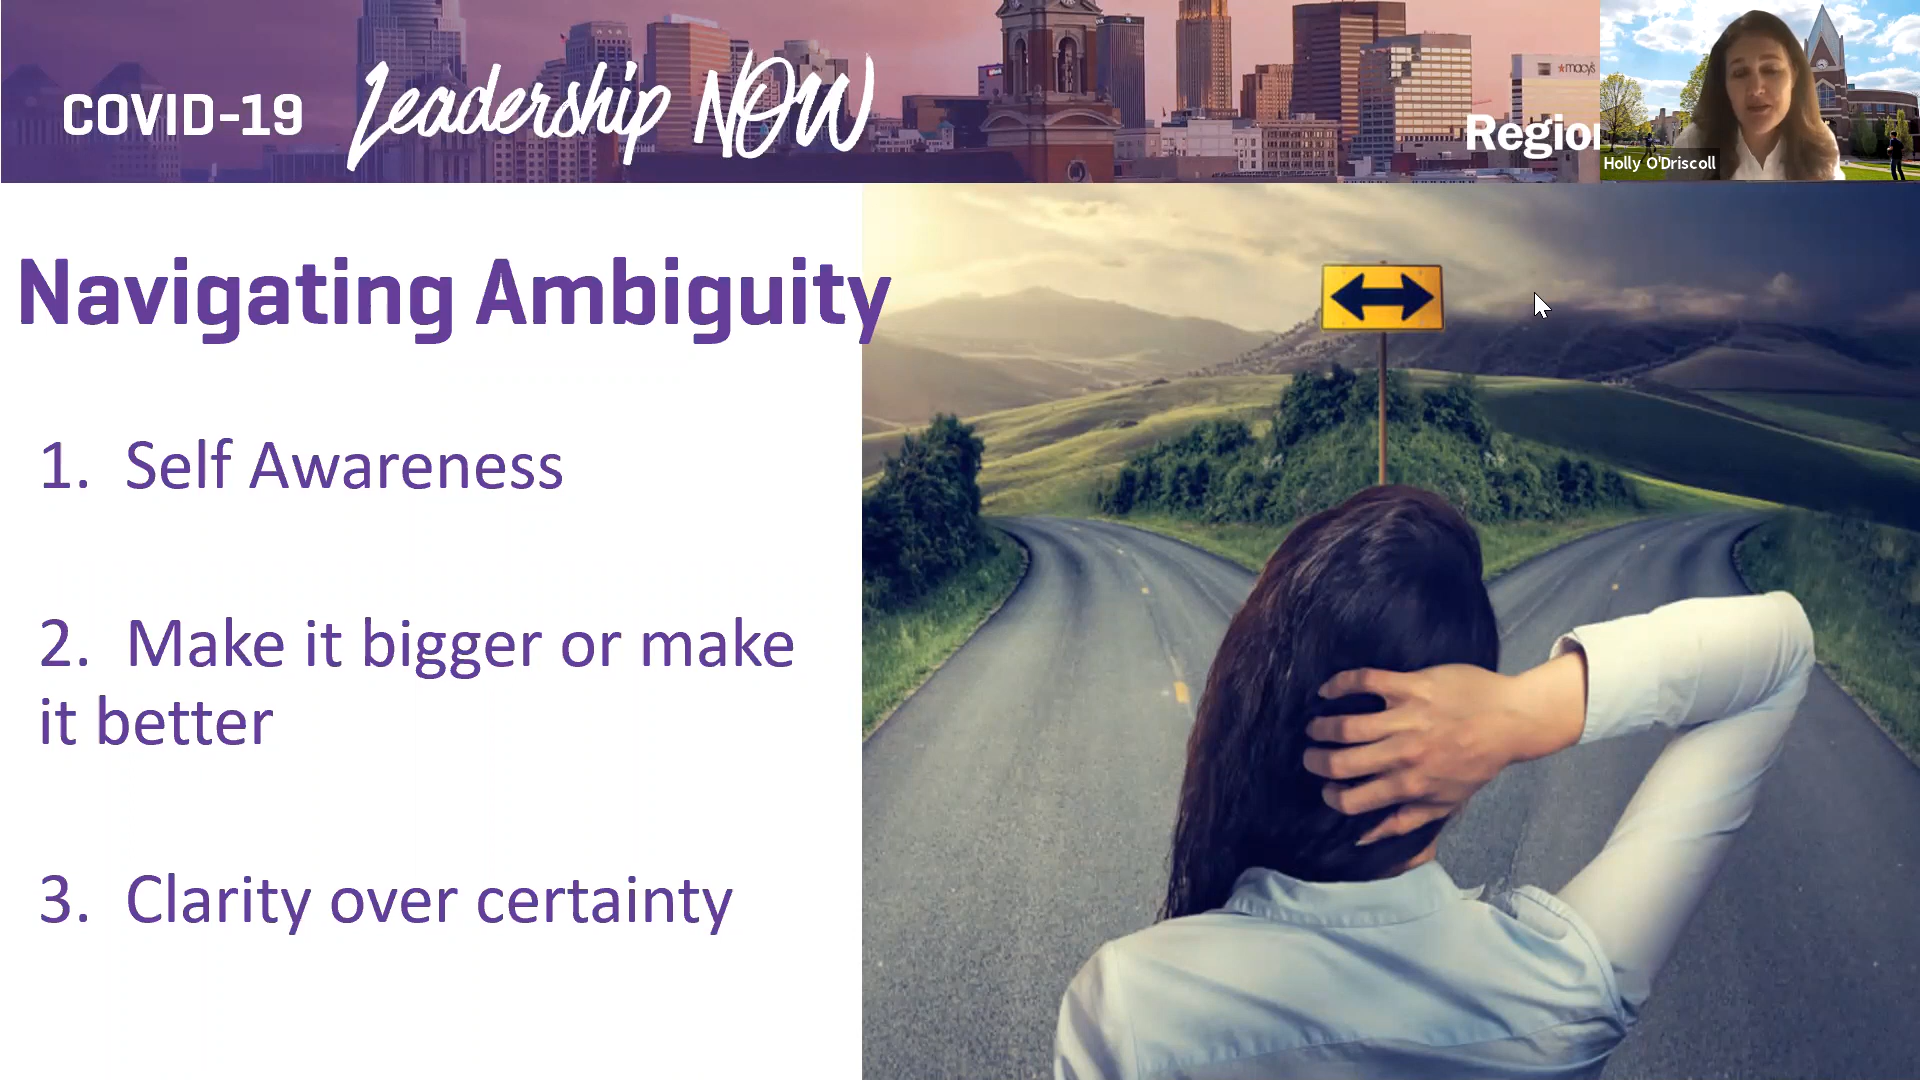 COVID-19 Leadership NOW
macy's
Regio
Holly O'Driscoll
Navigating Ambiguity
1. Self Awareness
2. Make it bigger or make
it better
3. Clarity over certainty